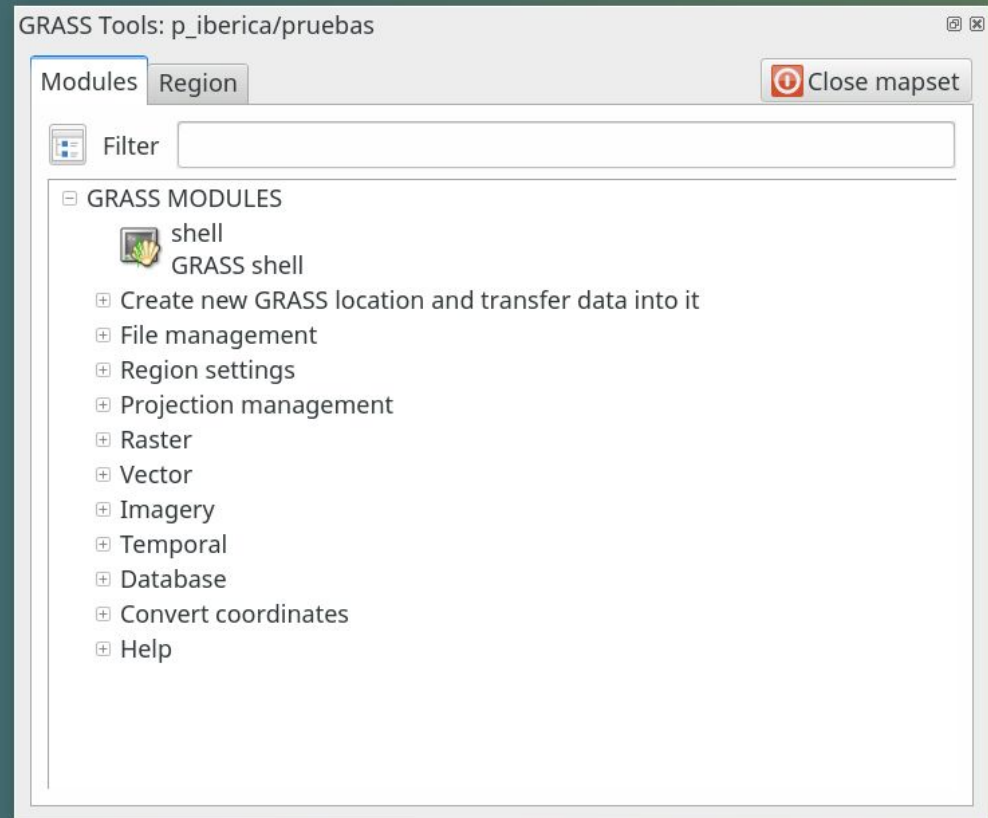 GRASS Tools: p_iberica/pruebas
Modules Region Close mapset
Filter
GRASS MODULES
shell
GRASS shell
Create new GRASS location and transfer data into it
File management
Region settings
Projection management
Raster
Vector
Imagery
Temporal
Database
Convert coordinates
Help